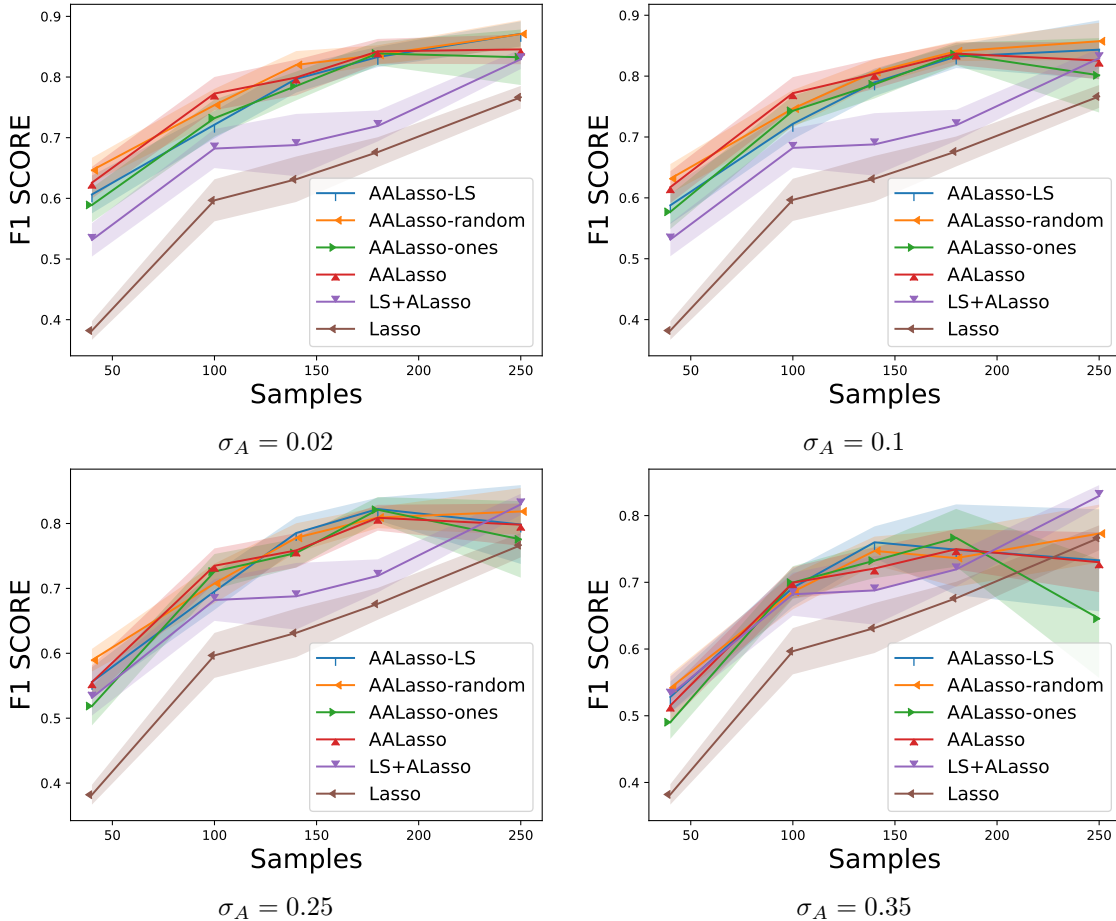 0.9
0.8
0.7
0.6
0.5
0.4
F1 SCORE
AALasso-LS
AALasso-random
AALasso-ones
AALasso
LS+ALasso
Lasso
50 100 150 200 250
Samples
σ_A = 0.02
0.9
0.8
0.7
0.6
0.5
0.4
F1 SCORE
AALasso-LS
AALasso-random
AALasso-ones
AALasso
LS+ALasso
Lasso
50 100 150 200 250
Samples
σ_A = 0.1
0.8
0.7
0.6
0.5
0.4
F1 SCORE
AALasso-LS
AALasso-random
AALasso-ones
AALasso
LS+ALasso
Lasso
50 100 150 200 250
Samples
σ_A = 0.25
0.8
0.7
0.6
0.5
0.4
F1 SCORE
AALasso-LS
AALasso-random
AALasso-ones
AALasso
LS+ALasso
Lasso
50 100 150 200 250
Samples
σ_A = 0.35